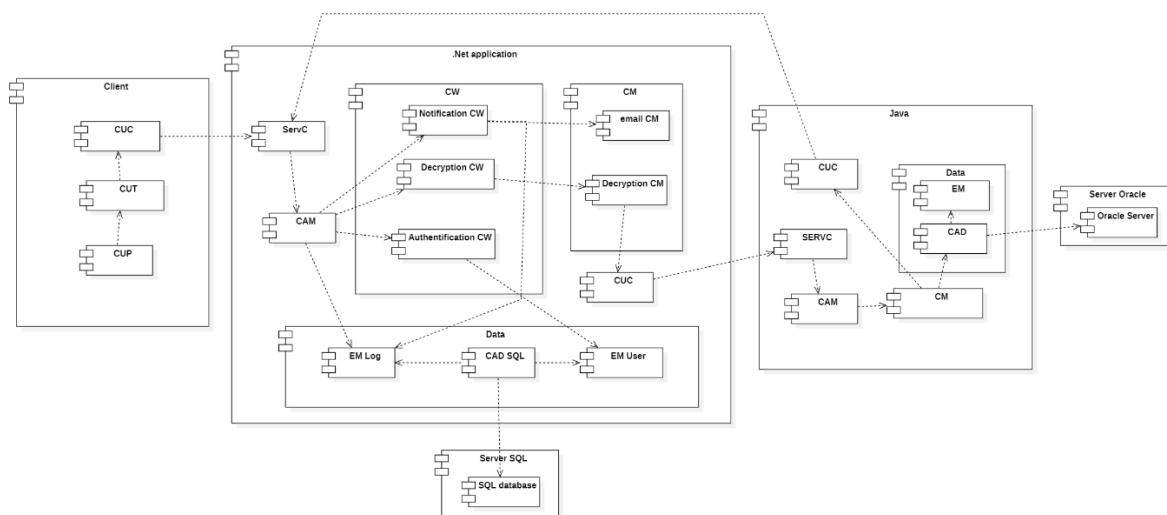 .Net application
Client
CW
CM
Notification CW
email CM
Java
CUC
ServC
Decryption CW
CUC
Data
CUT
Decryption CM
EM
Server Oracle
CAM
Oracle Server
CUP
Authentification CW
SERVC
CAD
CUC
CAM
CM
Data
EM Log
CAD SQL
EM User
Server SQL
SQL database